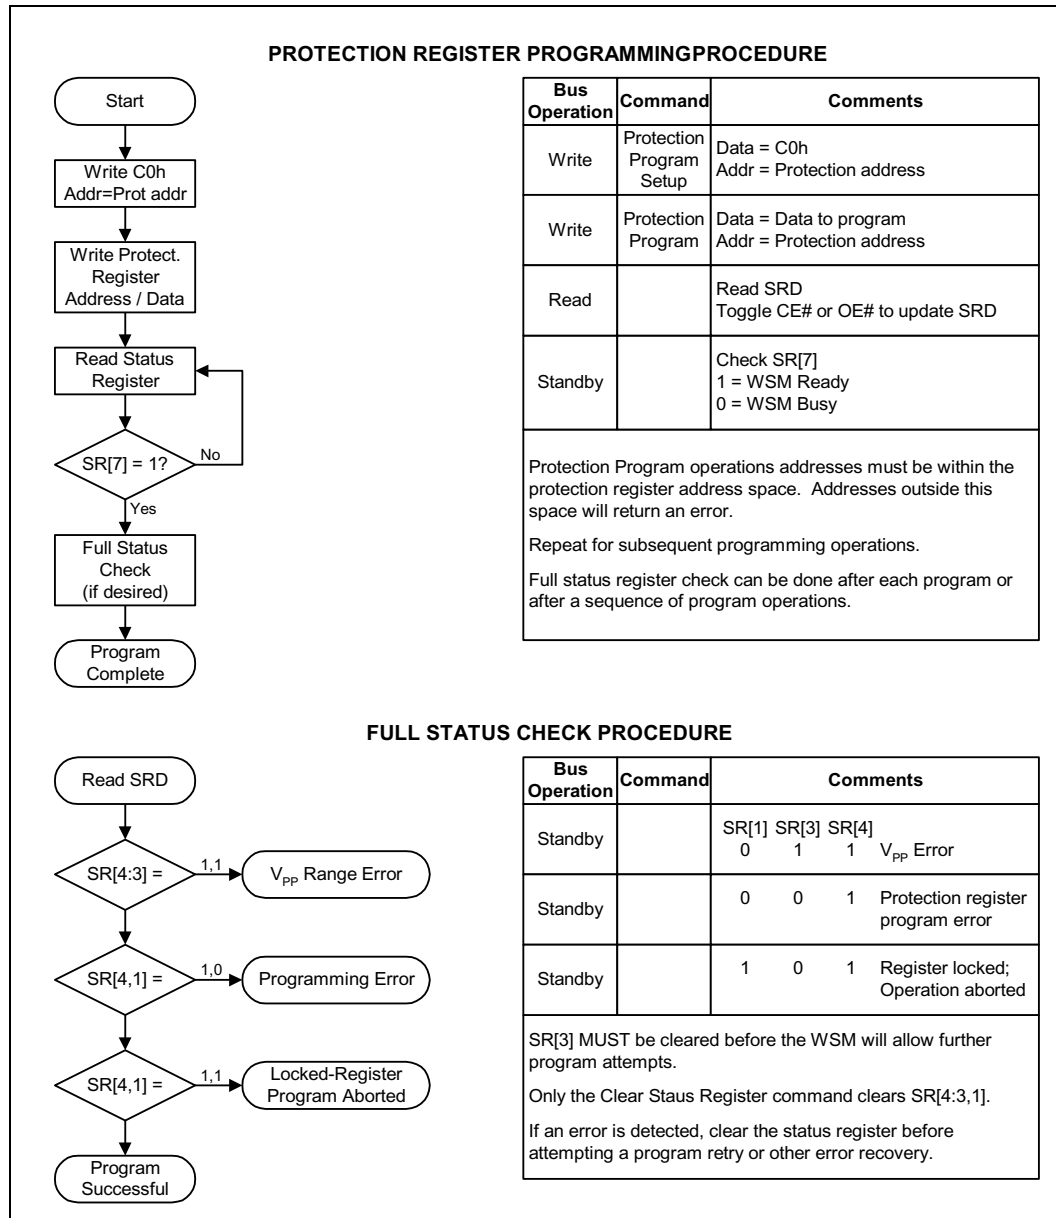 PROTECTION REGISTER PROGRAMMINGPROCEDURE
Start
Write C0h
Addr=Prot addr
Write Protect.
Register
Address / Data
Read Status
Register
SR[7] = 1?
No
Yes
Full Status
Check
(if desired)
Program
Complete
Bus
Operation
Command
Comments
Write
Protection
Program
Setup
Data = C0h
Addr = Protection address
Write
Protection
Program
Data = Data to program
Addr = Protection address
Read
Read SRD
Toggle CE# or OE# to update SRD
Standby
Check SR[7]
1 = WSM Ready
0 = WSM Busy
Protection Program operations addresses must be within the
protection register address space. Addresses outside this
space will return an error.
Repeat for subsequent programming operations.
Full status register check can be done after each program or
after a sequence of program operations.
FULL STATUS CHECK PROCEDURE
Read SRD
SR[4:3] =
1,1
VPP Range Error
SR[4,1] =
1,0
Programming Error
SR[4,1] =
1,1
Locked-Register
Program Aborted
Program
Successful
Bus
Operation
Command
Comments
Standby
SR[1] SR[3] SR[4]
0 1 1 VPP Error
Standby
0 0 1 Protection register
program error
Standby
1 0 1 Register locked;
Operation aborted
SR[3] MUST be cleared before the WSM will allow further
program attempts.
Only the Clear Staus Register command clears SR[4:3,1].
If an error is detected, clear the status register before
attempting a program retry or other error recovery.